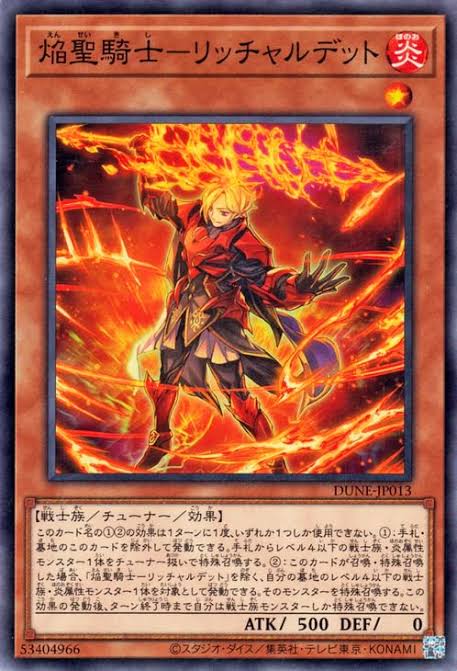 焔聖騎士-リッチャルデット
炎
DUNE-JP013
【戦士族/チューナー/効果】
このカード名の①②の効果は1ターンに1度、いずれか1つしか使用できない。①：手札・
墓地のこのカードを除外して発動できる。手札からレベル4以下の戦士族・炎属性
モンスター1体をチューナー扱いで特殊召喚する。②：このカードが召喚・特殊召喚
した場合、「焔聖騎士-リッチャルデット」を除く、自分の墓地のレベル4以下の戦士
族・炎属性モンスター1体を対象として発動できる。そのモンスターを特殊召喚する。この
効果の発動後、ターン終了時まで自分は戦士族モンスターしか特殊召喚できない。
ATK/ 500 DEF/ 0
53404966 ©スタジオ・ダイス/集英社・テレビ東京・KONAMI